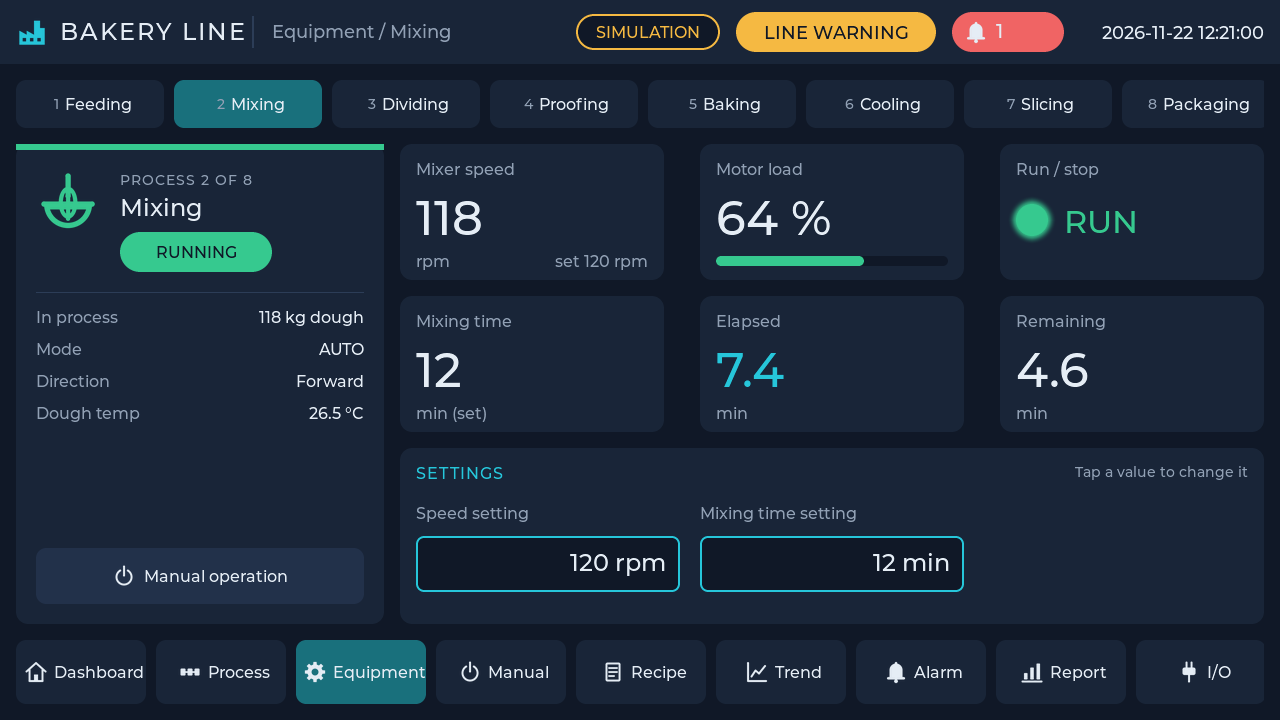 BAKERY LINE
Equipment / Mixing
SIMULATION
LINE WARNING
1
2026-11-22 12:21:00
1 Feeding
2 Mixing
3 Dividing
4 Proofing
5 Baking
6 Cooling
7 Slicing
8 Packaging
PROCESS 2 OF 8
Mixing
RUNNING
In process 118 kg dough
Mode AUTO
Direction Forward
Dough temp 26.5 °C
Manual operation
Mixer speed
118
rpm set 120 rpm
Motor load
64 %
Run / stop
RUN
Mixing time
12
min (set)
Elapsed
7.4
min
Remaining
4.6
min
SETTINGS
Tap a value to change it
Speed setting
120 rpm
Mixing time setting
12 min
Dashboard
Process
Equipment
Manual
Recipe
Trend
Alarm
Report
I/O